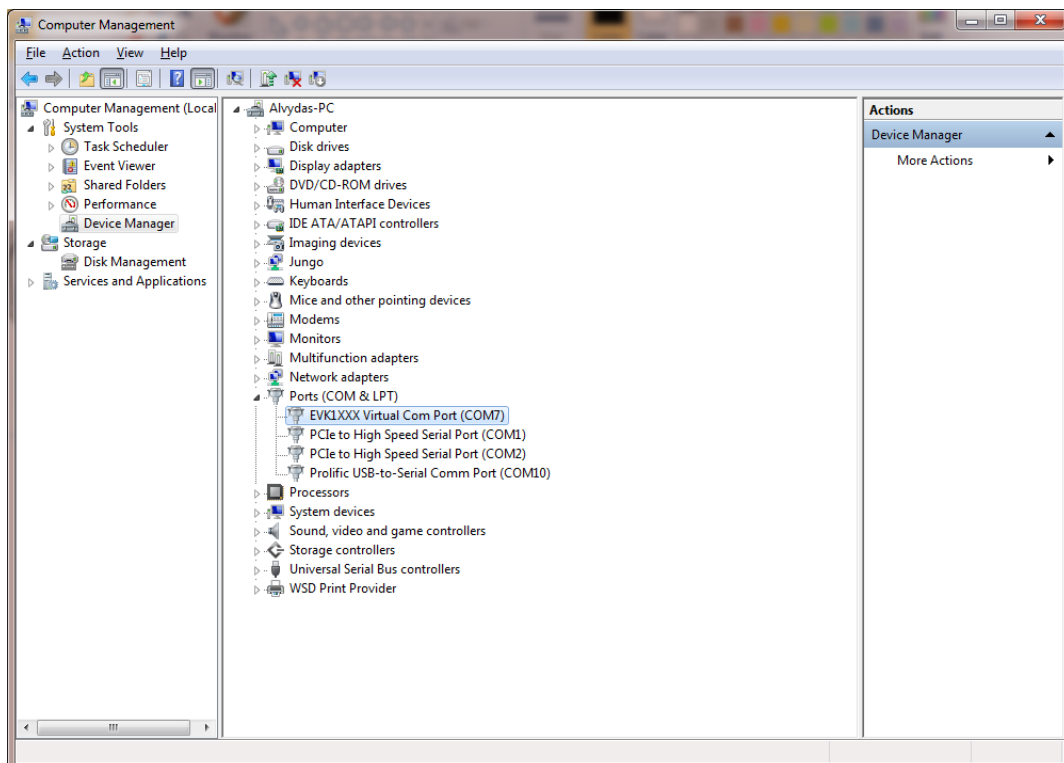 Computer Management
File Action View Help
Computer Management (Local
System Tools
Task Scheduler
Event Viewer
Shared Folders
Performance
Device Manager
Storage
Disk Management
Services and Applications
Alvydas-PC
Computer
Disk drives
Display adapters
DVD/CD-ROM drives
Human Interface Devices
IDE ATA/ATAPI controllers
Imaging devices
Jungo
Keyboards
Mice and other pointing devices
Modems
Monitors
Multifunction adapters
Network adapters
Ports (COM & LPT)
EVK1XXX Virtual Com Port (COM7)
PCIe to High Speed Serial Port (COM1)
PCIe to High Speed Serial Port (COM2)
Prolific USB-to-Serial Comm Port (COM10)
Processors
System devices
Sound, video and game controllers
Storage controllers
Universal Serial Bus controllers
WSD Print Provider
Actions
Device Manager
More Actions